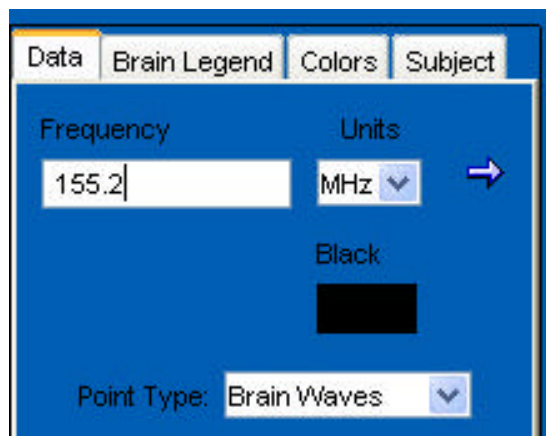 Data Brain Legend Colors Subject
Frequency Units
155.2 MHz
Black
Point Type: Brain Waves